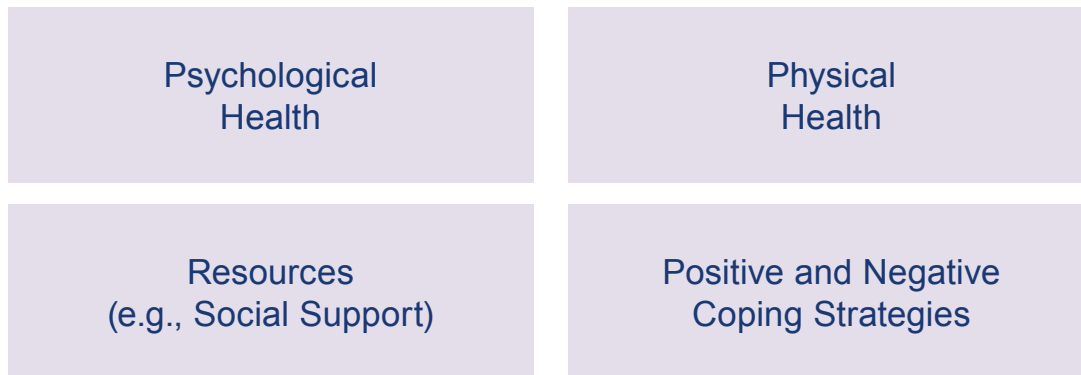 Psychological
Health
Physical
Health
Resources
(e.g., Social Support)
Positive and Negative
Coping Strategies